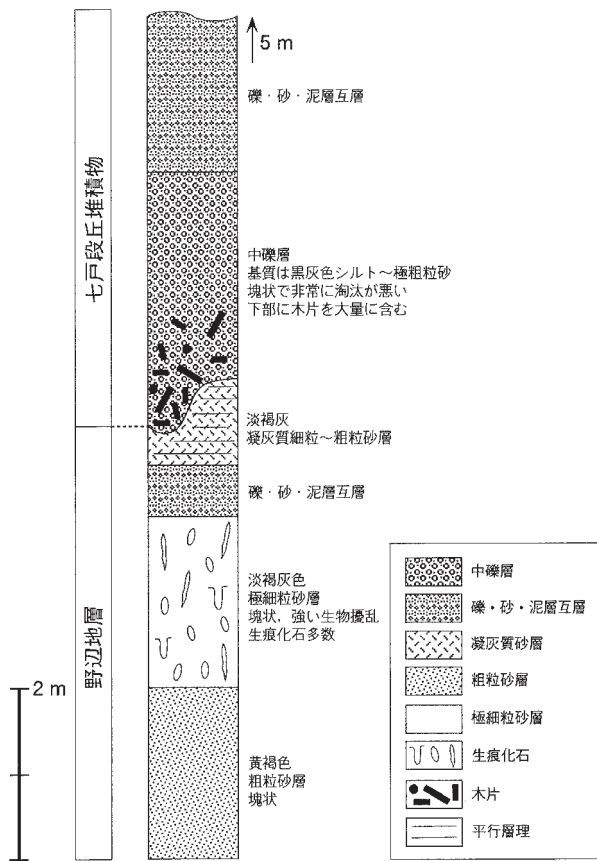 5 m
礫・砂・泥層互層
七戸段丘堆積物
中礫層
基質は黒灰色シルト〜極粗粒砂
塊状で非常に淘汰が悪い
下部に木片を大量に含む
淡褐灰
凝灰質細粒〜粗粒砂層
礫・砂・泥層互層
野辺地層
淡褐灰色
極細粒砂層
塊状，強い生物擾乱
生痕化石多数
2 m
黄褐色
粗粒砂層
塊状
中礫層
礫・砂・泥層互層
凝灰質砂層
粗粒砂層
極細粒砂層
生痕化石
木片
平行層理